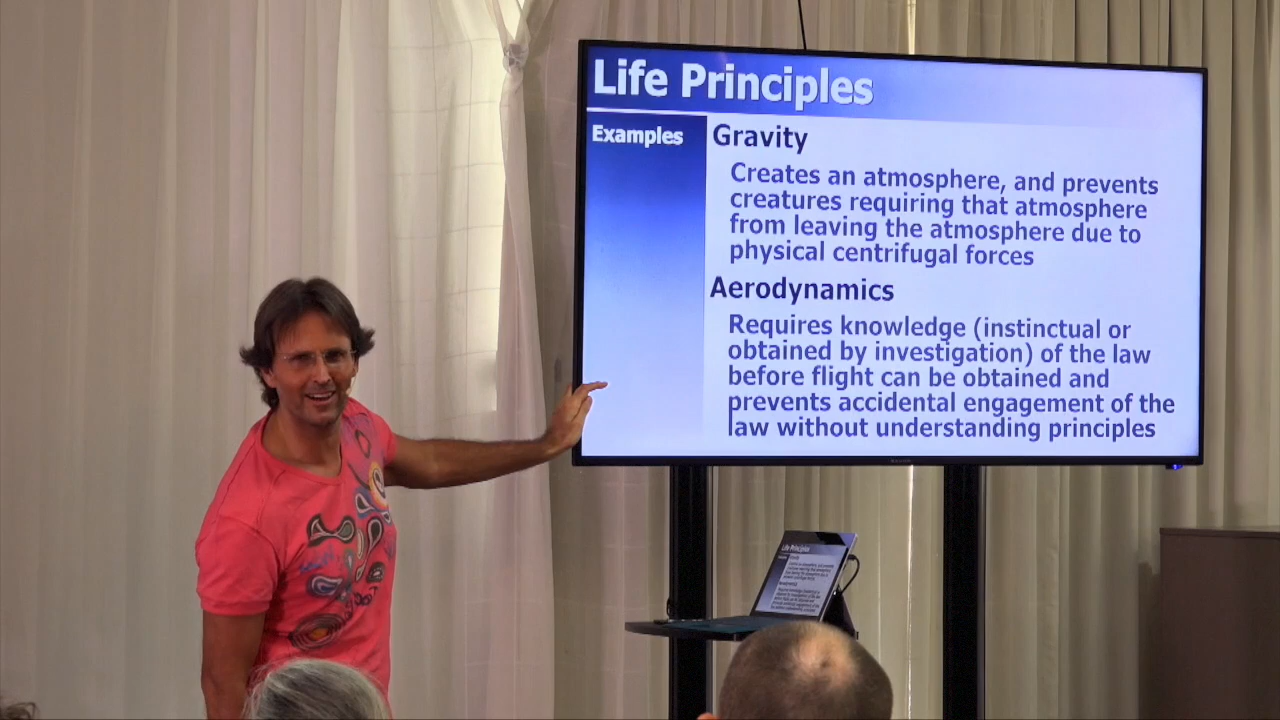 Life Principles
Examples
Gravity
Creates an atmosphere, and prevents
creatures requiring that atmosphere
from leaving the atmosphere due to
physical centrifugal forces
Aerodynamics
Requires knowledge (instinctual or
obtained by investigation) of the law
before flight can be obtained and
prevents accidental engagement of the
law without understanding principles
Life Principles